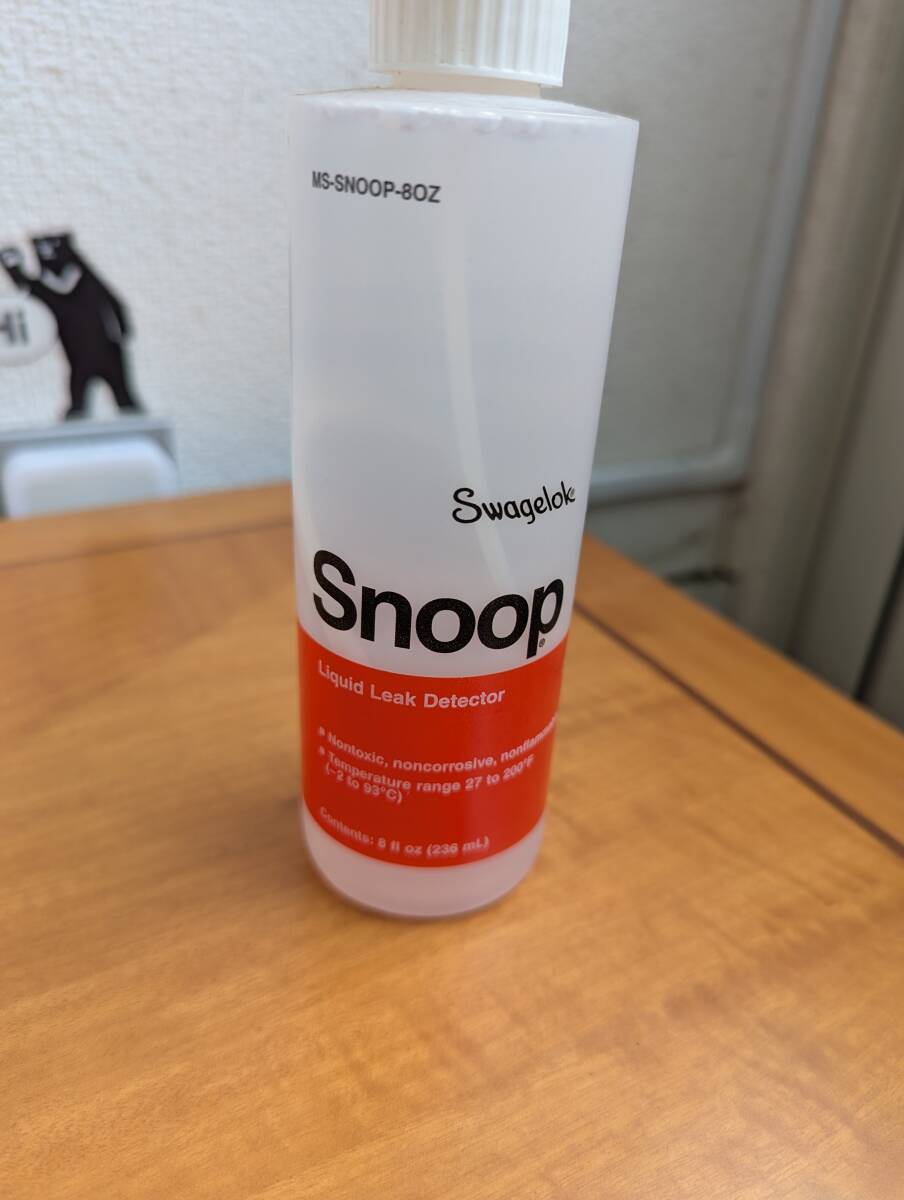 MS-SNOOP-8OZ
Hi
Swagelok
Snoop®
Liquid Leak Detector
» Nontoxic, noncorrosive, nonflammab
» Temperature range 27 to 200°F
(–2 to 93°C)
Contents: 8 fl oz (236 mL)